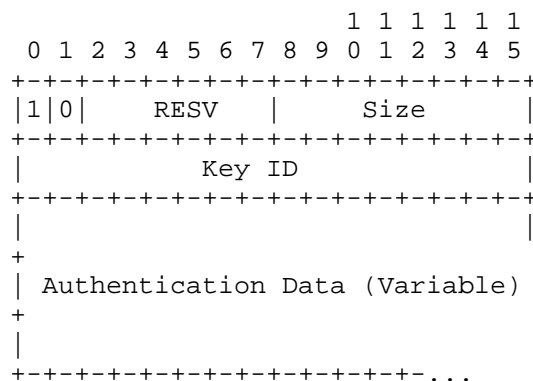 1 1 1 1 1 1
  0 1 2 3 4 5 6 7 8 9 0 1 2 3 4 5
 +-+-+-+-+-+-+-+-+-+-+-+-+-+-+-+-+
 |1|0|   RESV    |     Size      |
 +-+-+-+-+-+-+-+-+-+-+-+-+-+-+-+-+
 |            Key ID             |
 +-+-+-+-+-+-+-+-+-+-+-+-+-+-+-+-+
 |                               |
 +
 | Authentication Data (Variable)
 +
 |
 +-+-+-+-+-+-+-+-+-+-+-+-+-...